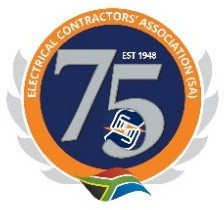 ELECTRICAL CONTRACTORS' ASSOCIATION (SA)
EST 1948
75